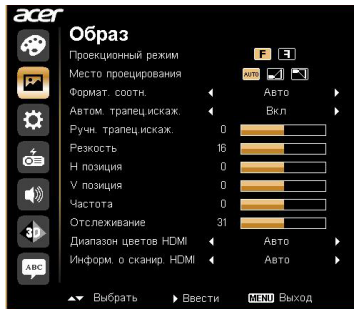 acer
Образ
Проекционный режим F F
Место проецирования AUTO
Формат. соотн. Авто
Автом. трапец.искаж. Вкл
Ручн. трапец.искаж. 0
Резкость 16
H позиция 0
V позиция 0
Частота 0
Отслеживание 31
Диапазон цветов HDMI Авто
Информ. о сканир. HDMI Авто
3D
ABC
Выбрать Ввести MENU Выход